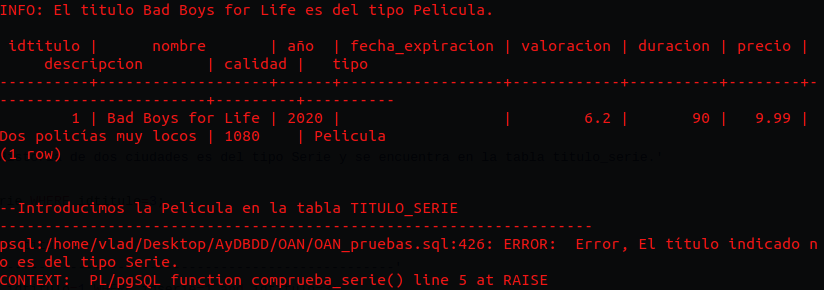 INFO: El titulo Bad Boys for Life es del tipo Pelicula.
 idtitulo |      nombre       | año  | fecha_expiracion | valoracion | duracion | precio |
     descripcion       | calidad |   tipo
----------+-------------------+------+------------------+------------+----------+--------+-
-----------------------+---------+----------
        1 | Bad Boys for Life | 2020 |                  |        6.2 |       90 |   9.99 |
Dos policías muy locos | 1080    | Pelicula
(1 row)
de dos ciudades es del tipo Serie y se encuentra en la tabla titulo_serie."
--Introducimos la Pelicula en la tabla TITULO_SERIE
------------------------------------------------------------------
psql:/home/vlad/Desktop/AyDBDD/OAN/OAN_pruebas.sql:426: ERROR:  Error, El título indicado n
o es del tipo Serie.
CONTEXT:  PL/pgSQL function comprueba_serie() line 5 at RAISE